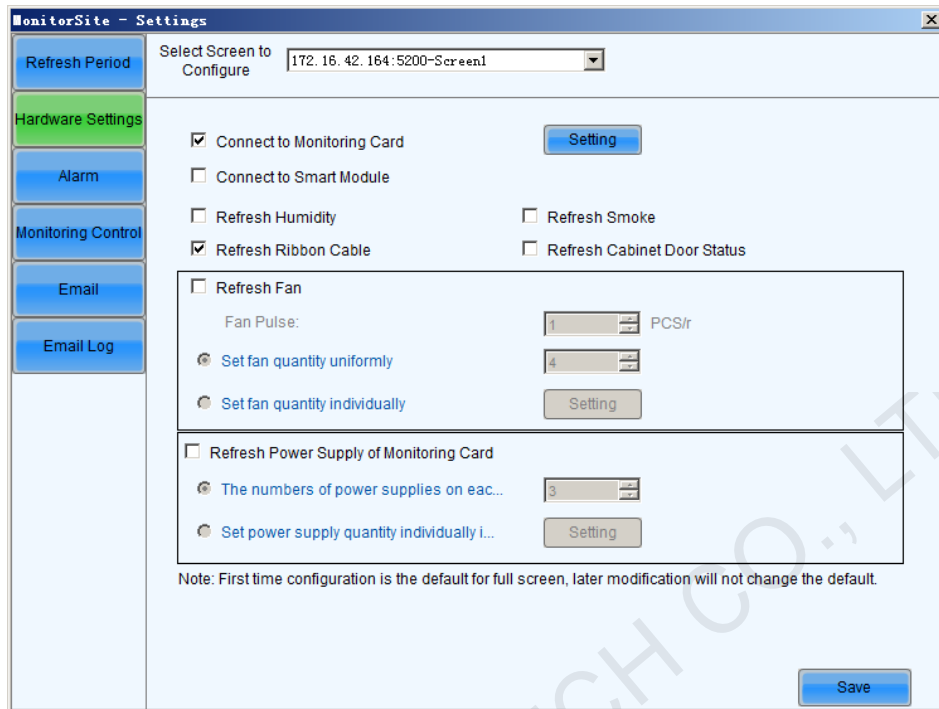 MonitorSite - Settings
Refresh Period
Hardware Settings
Alarm
Monitoring Control
Email
Email Log
Select Screen to
Configure
172.16.42.164:5200-Screen1
Connect to Monitoring Card
Setting
Connect to Smart Module
Refresh Humidity
Refresh Smoke
Refresh Ribbon Cable
Refresh Cabinet Door Status
Refresh Fan
Fan Pulse:
1
PCS/r
Set fan quantity uniformly
4
Set fan quantity individually
Setting
Refresh Power Supply of Monitoring Card
The numbers of power supplies on eac...
3
Set power supply quantity individually i...
Setting
Note: First time configuration is the default for full screen, later modification will not change the default.
Save
CO.,